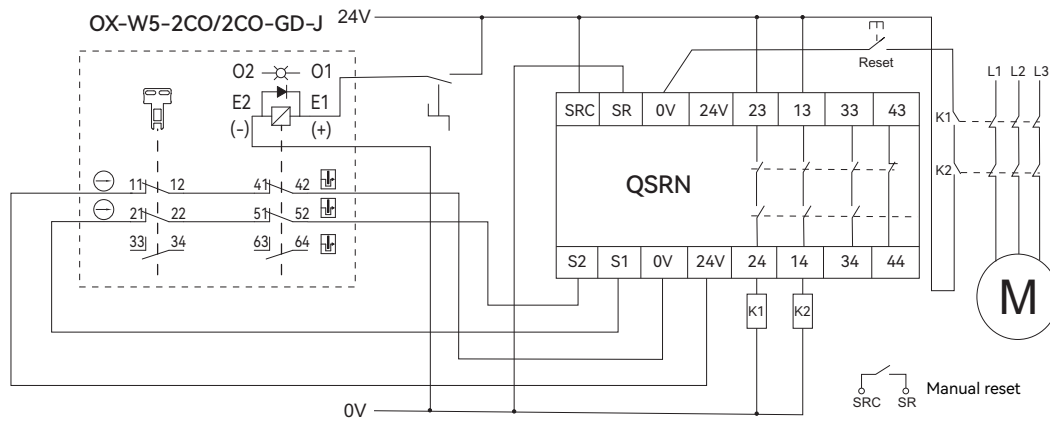 OX-W5-2CO/2CO-GD-J 24V
O2 O1
E2 E1
(-) (+)
Reset
L1 L2 L3
SRC SR 0V 24V 23 13 33 43
K1
K2
QSRN
11 12 41 42
21 22 51 52
33 34 63 64
S2 S1 0V 24V 24 14 34 44
K1 K2
M
Manual reset
SRC SR
0V